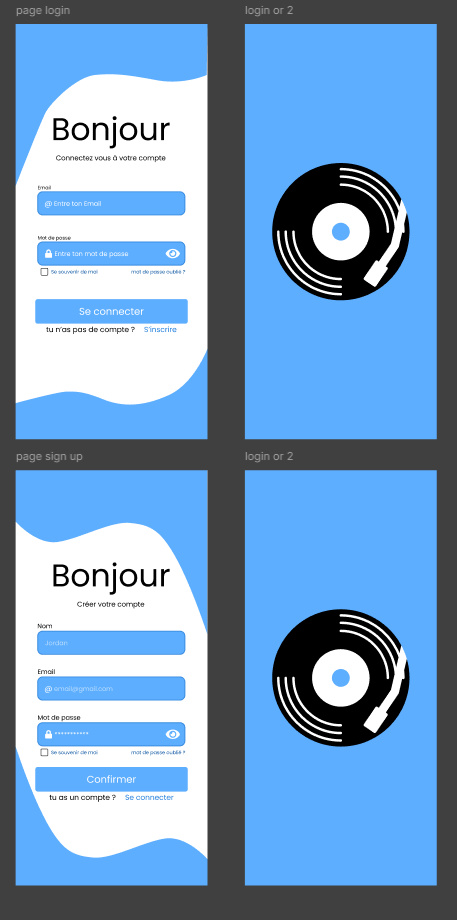 page login
login or 2
Bonjour
Connectez vous à votre compte
Email
@ Entre ton Email
Mot de passe
Entre ton mot de passe
Se souvenir de moi
mot de passe oublié ?
Se connecter
tu n'as pas de compte ? S'inscrire
page sign up
login or 2
Bonjour
Créer votre compte
Nom
Jordan
Email
@ email@gmail.com
Mot de passe
***********
Se souvenir de moi
mot de passe oublié ?
Confirmer
tu as un compte ? Se connecter